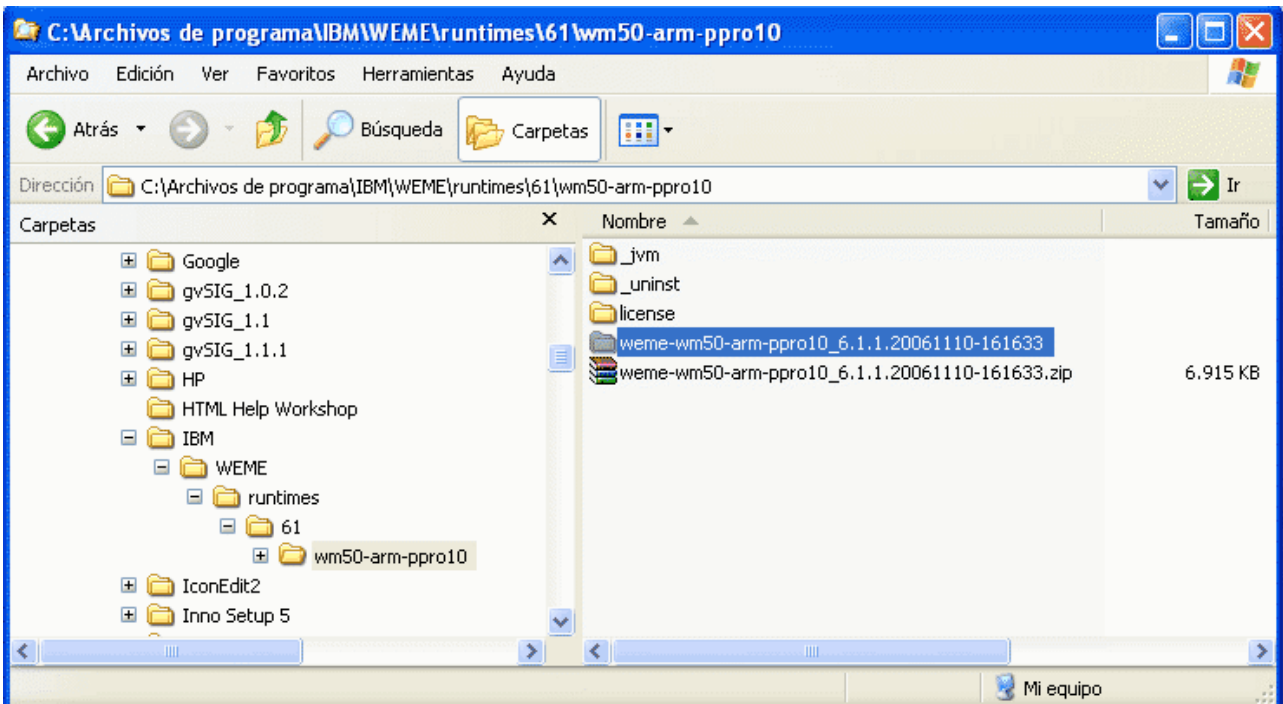 C:\Archivos de programa\IBM\WEME\runtimes\61\wm50-arm-ppro10
Archivo Edición Ver Favoritos Herramientas Ayuda
Atrás Búsqueda Carpetas
Dirección C:\Archivos de programa\IBM\WEME\runtimes\61\wm50-arm-ppro10 Ir
Carpetas
Google
gvSIG_1.0.2
gvSIG_1.1
gvSIG_1.1.1
HP
HTML Help Workshop
IBM
WEME
runtimes
61
wm50-arm-ppro10
IconEdit2
Inno Setup 5
Nombre Tamaño
_jvm
_uninst
license
weme-wm50-arm-ppro10_6.1.1.20061110-161633
weme-wm50-arm-ppro10_6.1.1.20061110-161633.zip 6.915 KB
Mi equipo